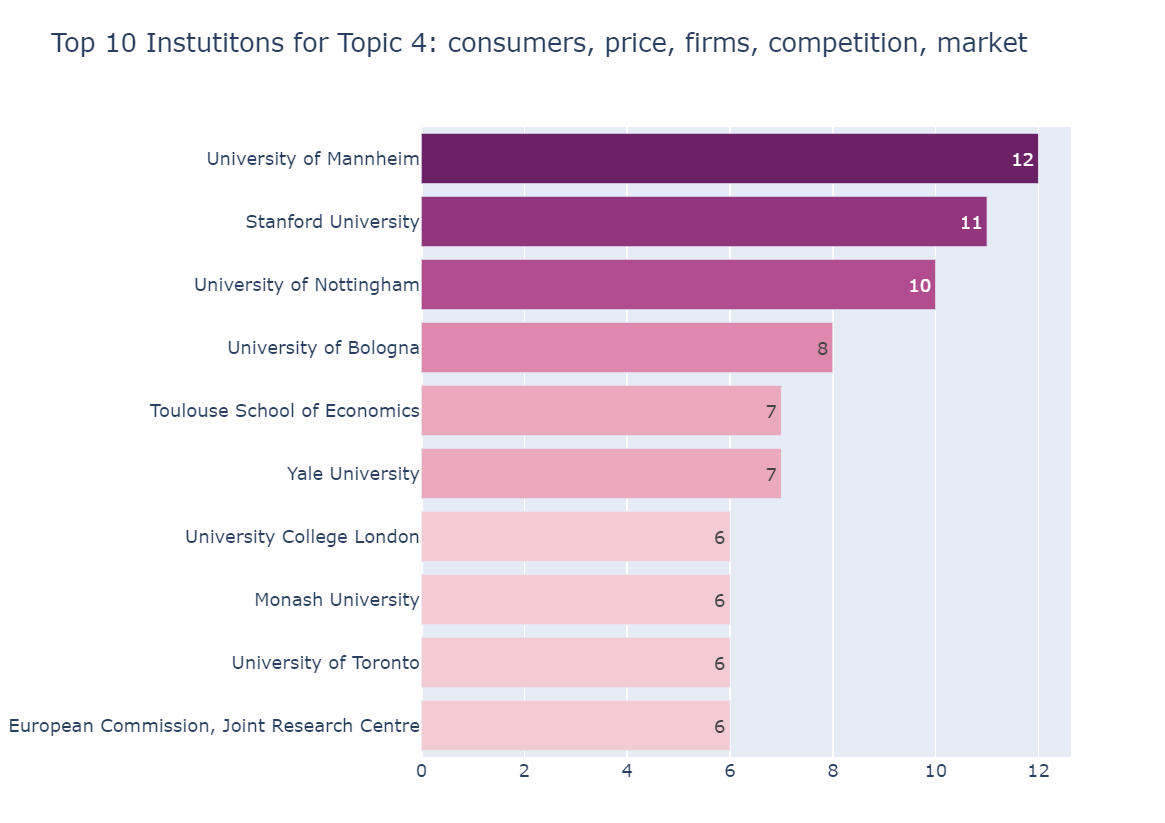 Top 10 Instutitons for Topic 4: consumers, price, firms, competition, market
University of Mannheim 12
Stanford University 11
University of Nottingham 10
University of Bologna 8
Toulouse School of Economics 7
Yale University 7
University College London 6
Monash University 6
University of Toronto 6
European Commission, Joint Research Centre 6
0 2 4 6 8 10 12